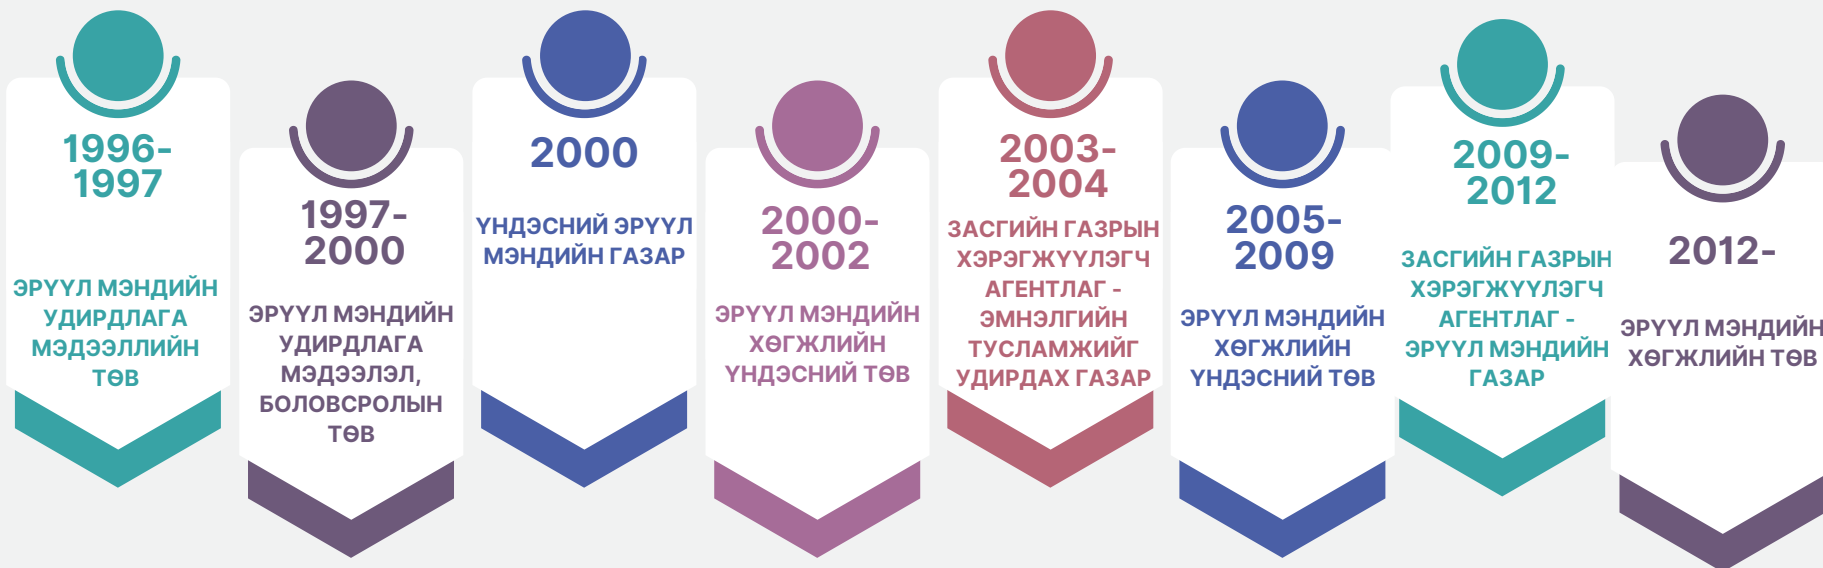 1996-
1997
ЭРҮҮЛ МЭНДИЙН
УДИРДЛАГА
МЭДЭЭЛЛИЙН
ТӨВ
1997-
2000
ЭРҮҮЛ МЭНДИЙН
УДИРДЛАГА
МЭДЭЭЛЭЛ,
БОЛОВСРОЛЫН
ТӨВ
2000
ҮНДЭСНИЙ ЭРҮҮЛ
МЭНДИЙН ГАЗАР
2000-
2002
ЭРҮҮЛ МЭНДИЙН
ХӨГЖЛИЙН
ҮНДЭСНИЙ ТӨВ
2003-
2004
ЗАСГИЙН ГАЗРЫН
ХЭРЭГЖҮҮЛЭГЧ
АГЕНТЛАГ -
ЭМНЭЛГИЙН
ТУСЛАМЖИЙГ
УДИРДАХ ГАЗАР
2005-
2009
ЭРҮҮЛ МЭНДИЙН
ХӨГЖЛИЙН
ҮНДЭСНИЙ ТӨВ
2009-
2012
ЗАСГИЙН ГАЗРЫН
ХЭРЭГЖҮҮЛЭГЧ
АГЕНТЛАГ -
ЭРҮҮЛ МЭНДИЙН
ГАЗАР
2012-
ЭРҮҮЛ МЭНДИЙН
ХӨГЖЛИЙН ТӨВ